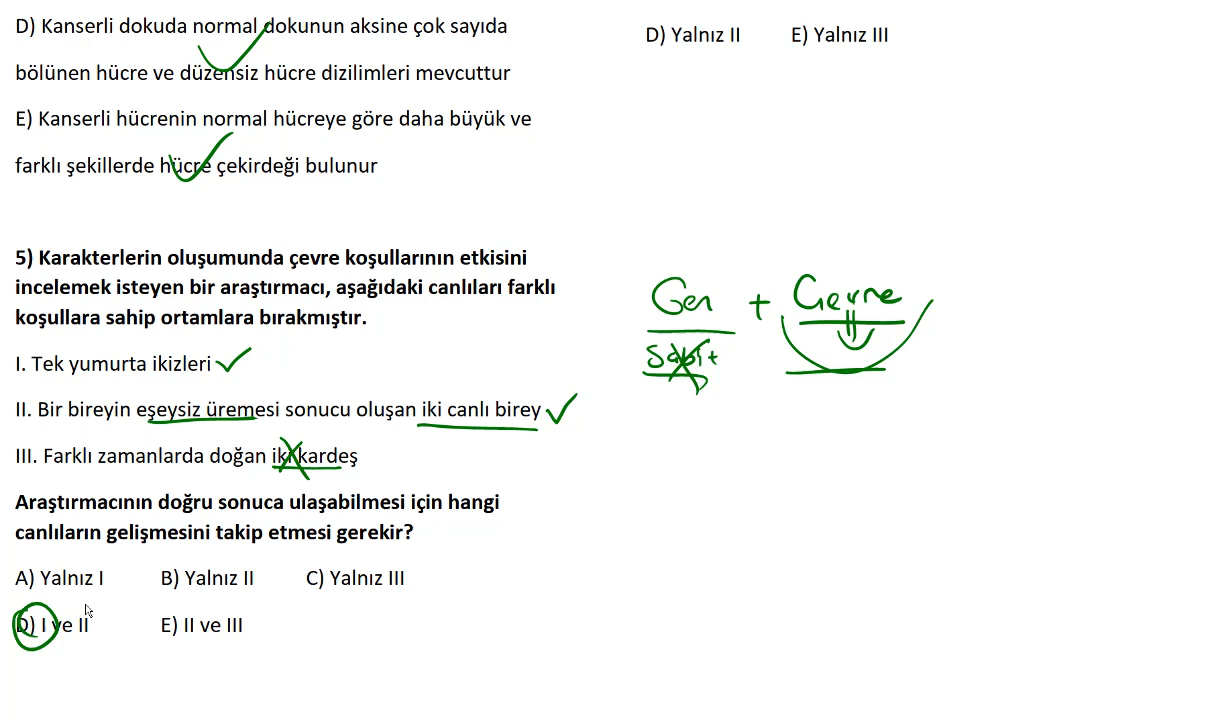 D) Kanserli dokuda normal dokunun aksine çok sayıda
bölünen hücre ve düzensiz hücre dizilimleri mevcuttur
E) Kanserli hücrenin normal hücreye göre daha büyük ve
farklı şekillerde hücre çekirdeği bulunur
5) Karakterlerin oluşumunda çevre koşullarının etkisini
incelemek isteyen bir araştırmacı, aşağıdaki canlıları farklı
koşullara sahip ortamlara bırakmıştır.
I. Tek yumurta ikizleri
II. Bir bireyin eşeysiz üremesi sonucu oluşan iki canlı birey
III. Farklı zamanlarda doğan iki kardeş
Araştırmacının doğru sonuca ulaşabilmesi için hangi
canlıların gelişmesini takip etmesi gerekir?
A) Yalnız I B) Yalnız II C) Yalnız III
D) I ve II E) II ve III
D) Yalnız II E) Yalnız III
Gen + Çevre
sabit